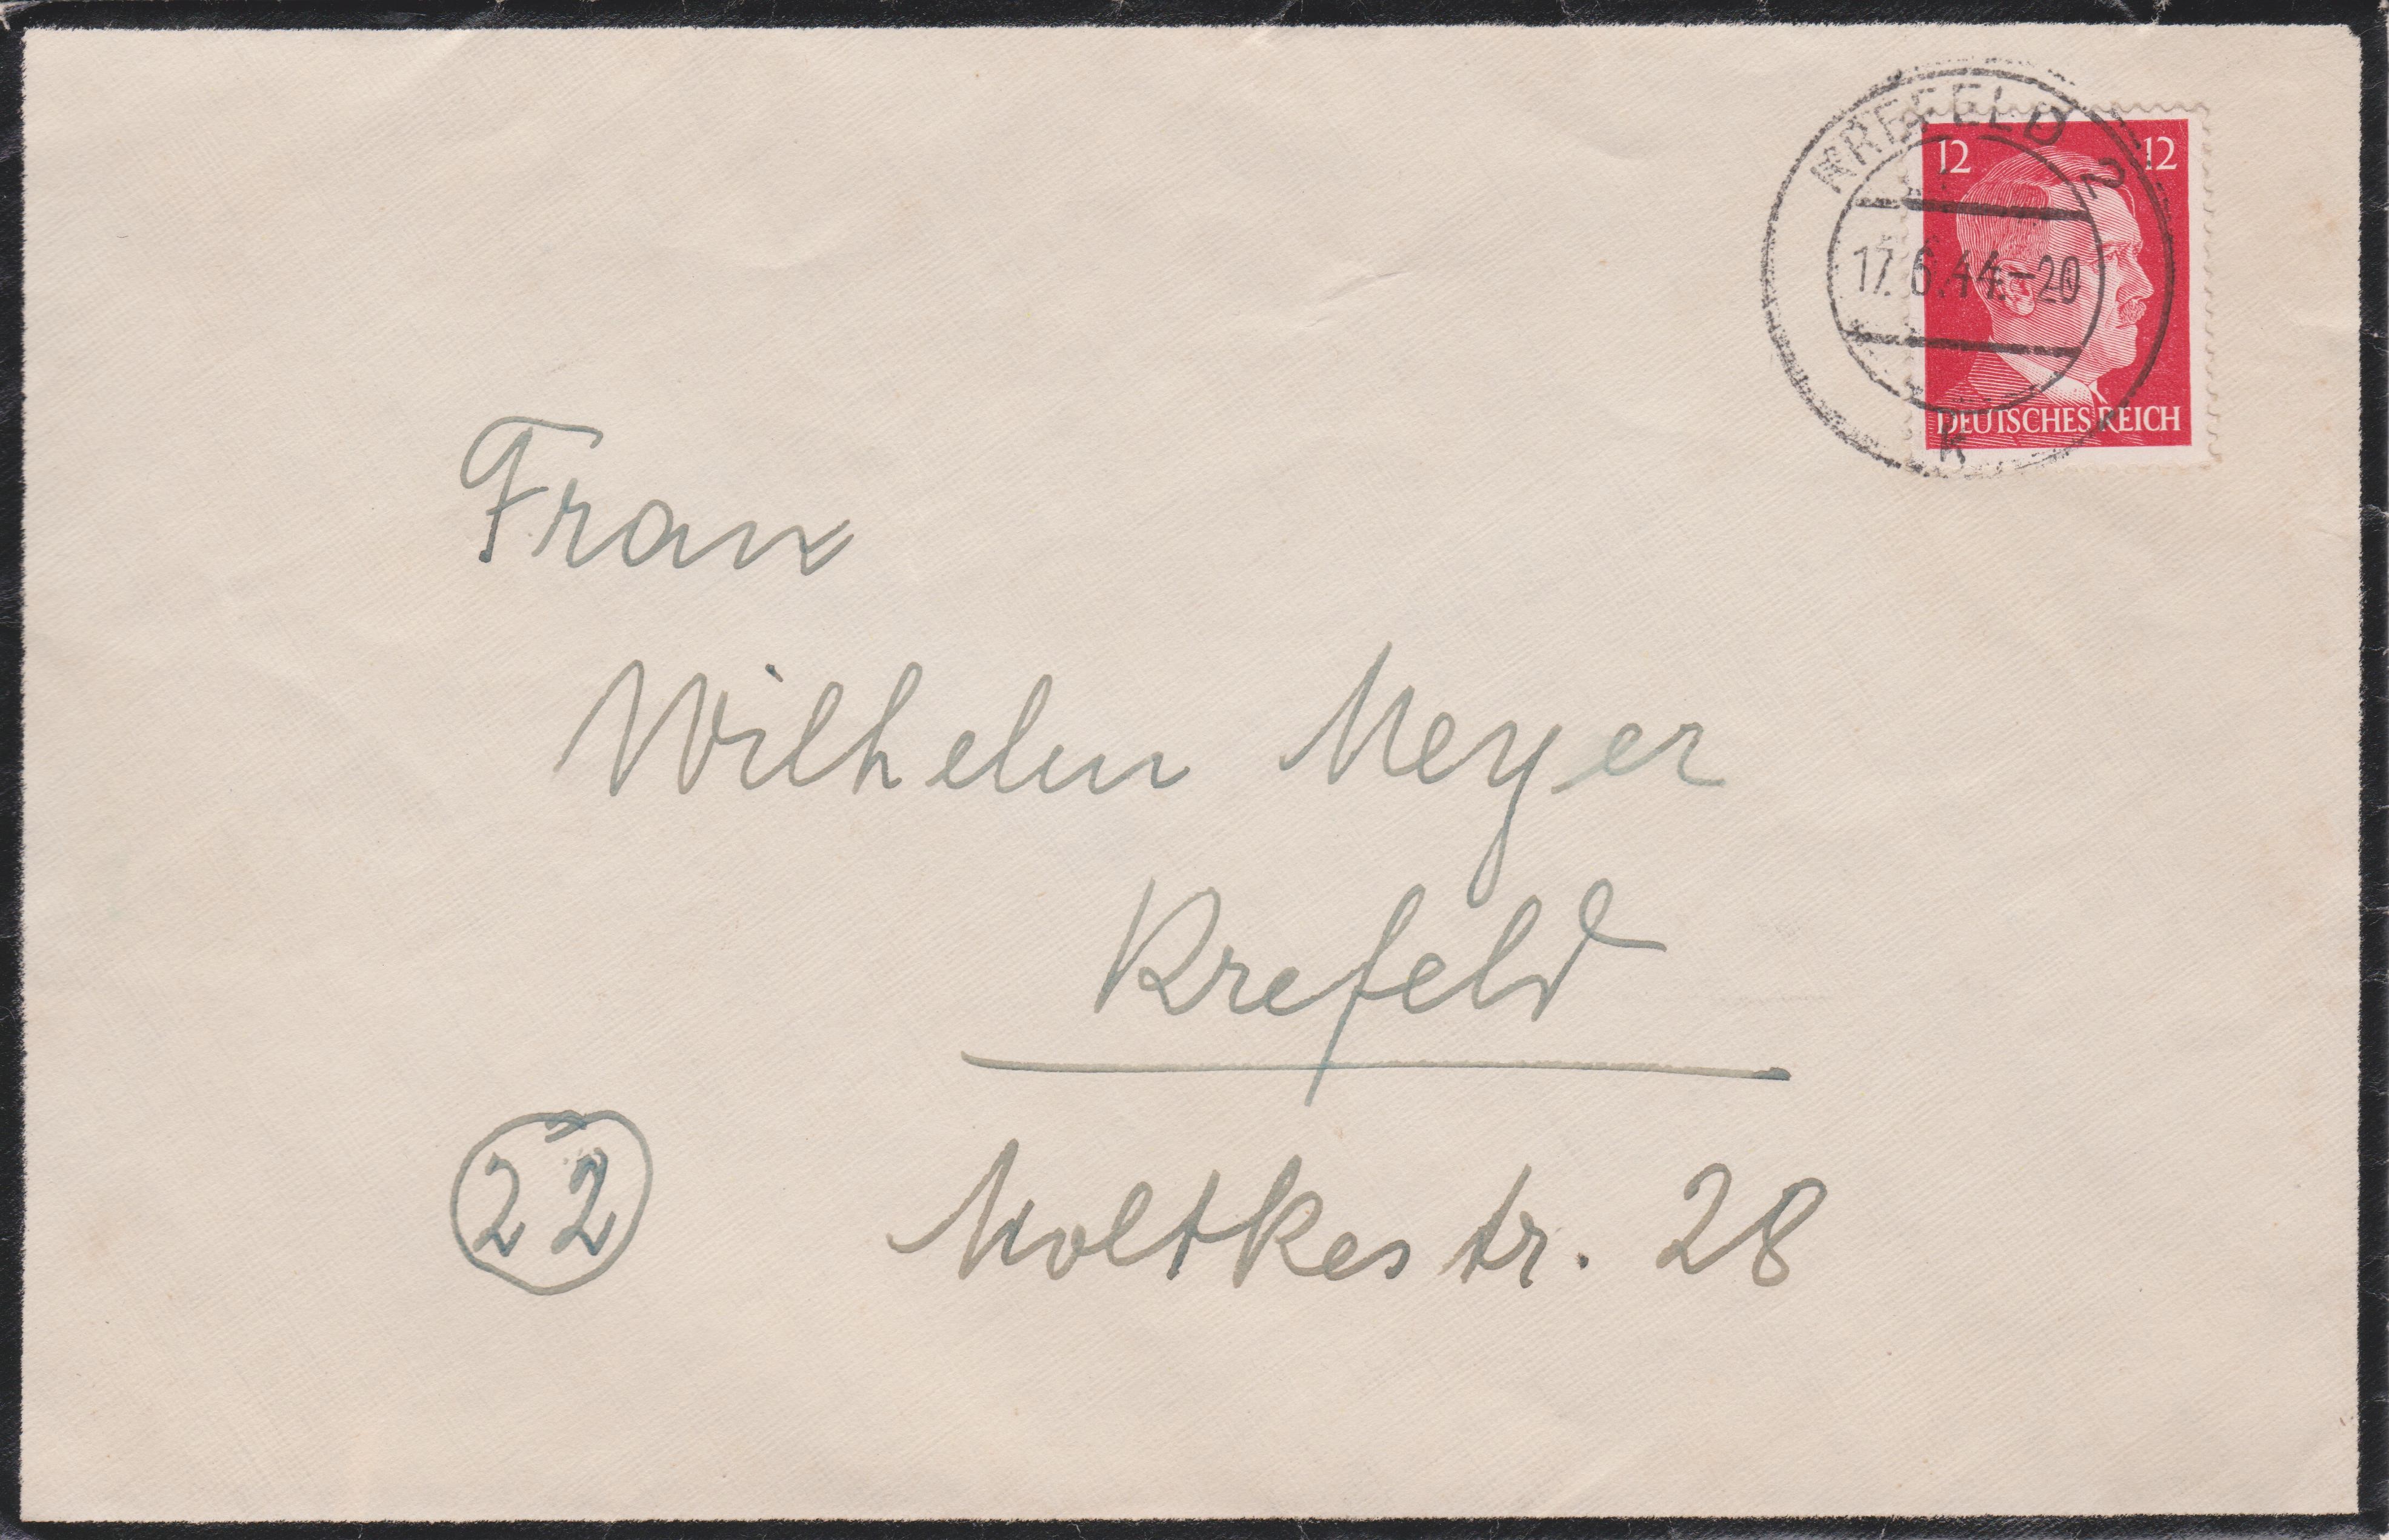 KREFELD 2
12 12
17.6.44.-20
DEUTSCHES REICH
k
Frau
Wilhelm Meyer
Krefeld
22
Moltkestr. 28